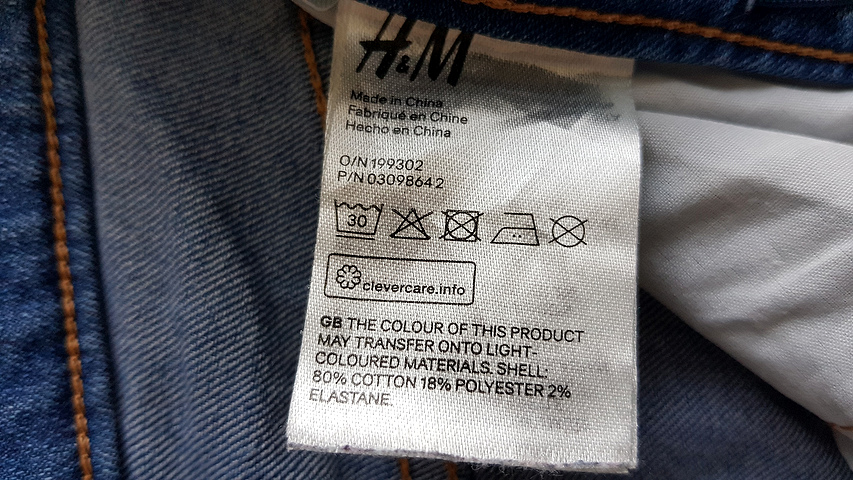 H&M
Made in China
Fabriqué en Chine
Hecho en China
O/N 199302
P/N 03098642
30
clevercare.info
GB THE COLOUR OF THIS PRODUCT
MAY TRANSFER ONTO LIGHT-
COLOURED MATERIALS. SHELL:
80% COTTON 18% POLYESTER 2%
ELASTANE.